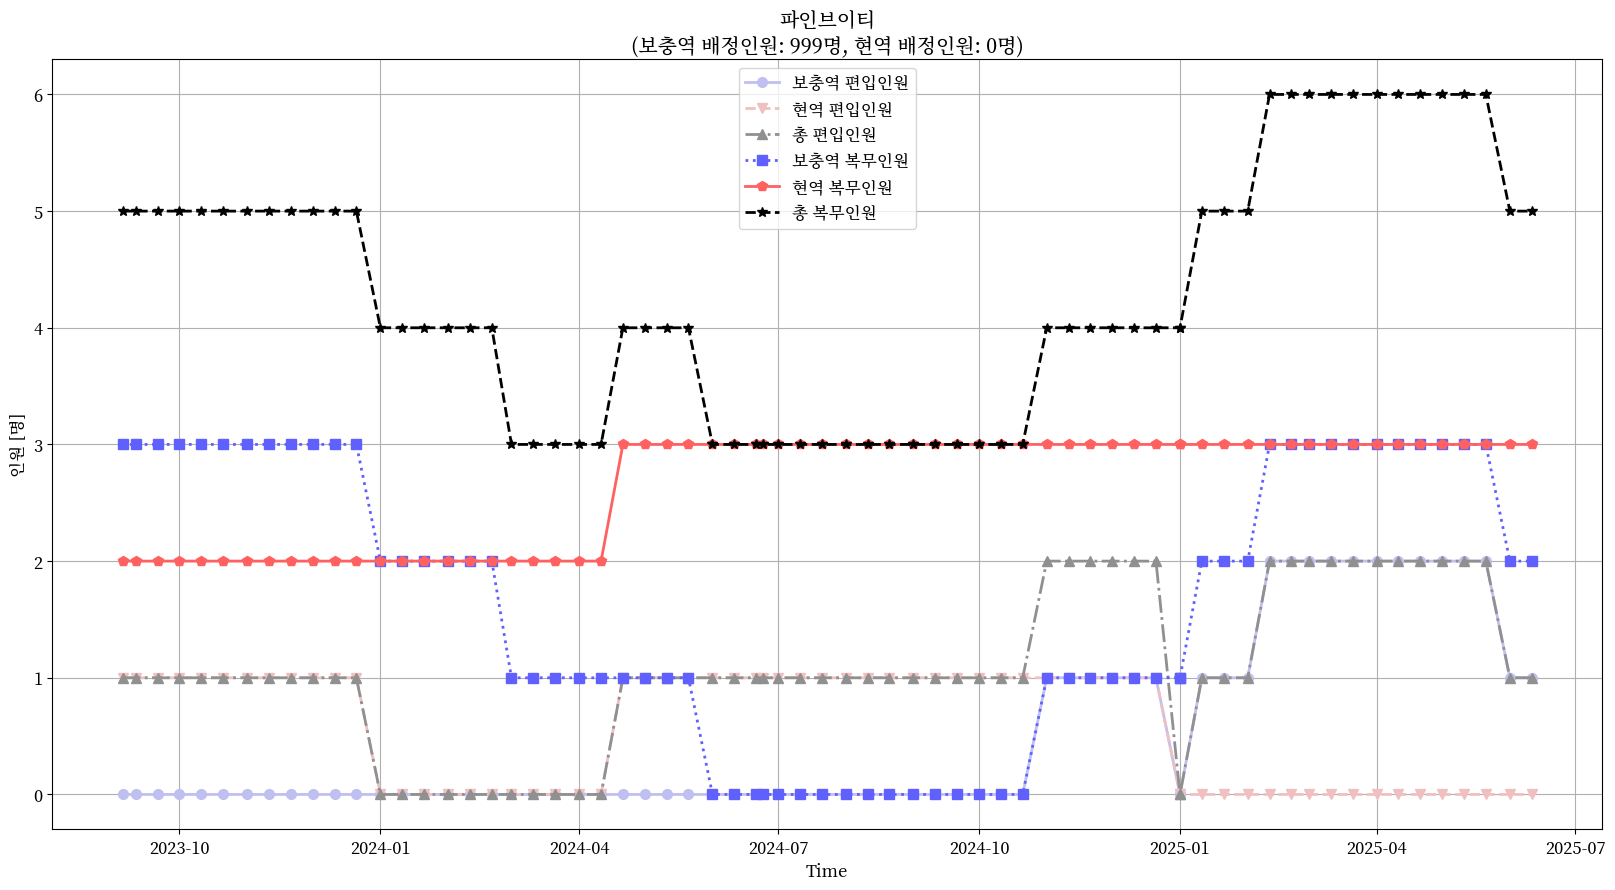 파인브이티
(보충역 배정인원: 999명, 현역 배정인원: 0명)
보충역 편입인원
현역 편입인원
총 편입인원
보충역 복무인원
현역 복무인원
총 복무인원
인원 [명]
6
5
4
3
2
1
0
2023-10
2024-01
2024-04
2024-07
2024-10
2025-01
2025-04
2025-07
Time